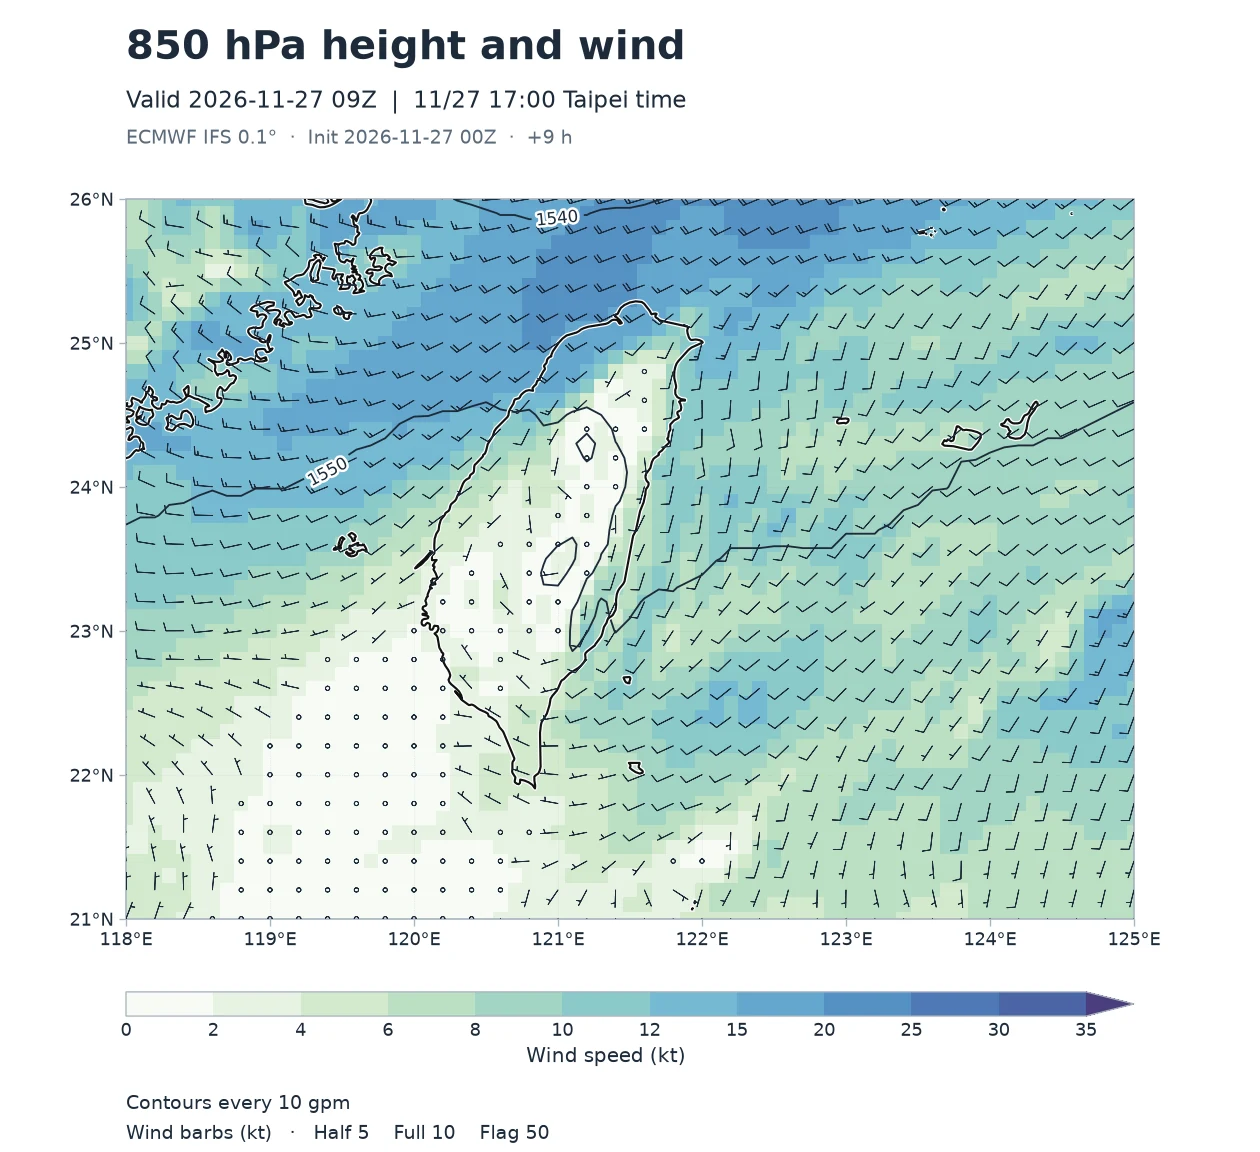 850 hPa height and wind
Valid 2026-11-27 09Z | 11/27 17:00 Taipei time
ECMWF IFS 0.1° · Init 2026-11-27 00Z · +9 h
26°N
1540
25°N
1550
24°N
23°N
22°N
21°N
118°E 119°E 120°E 121°E 122°E 123°E 124°E 125°E
0 2 4 6 8 10 12 15 20 25 30 35
Wind speed (kt)
Contours every 10 gpm
Wind barbs (kt) · Half 5 Full 10 Flag 50